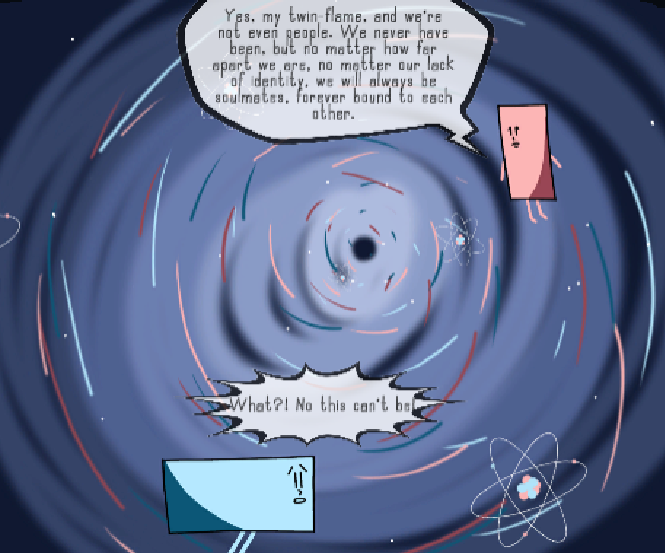 Yes, my twin-flame, and we're
not even people. We never have
been, but no matter how far
apart we are, no matter our lack
of identity, we will always be
soulmates, forever bound to each
other.
What?! No this can't be!